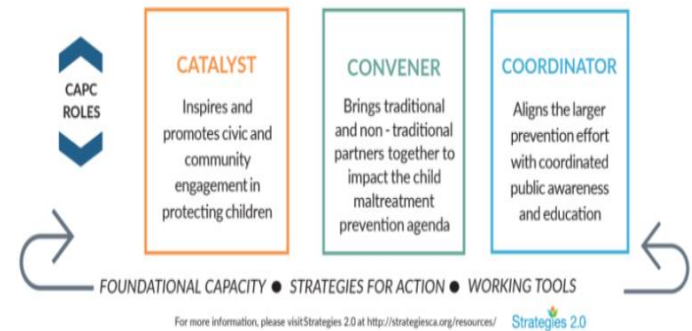 CAPC
ROLES
CATALYST
Inspires and
promotes civic and
community
engagement in
protecting children
CONVENER
Brings traditional
and non - traditional
partners together to
impact the child
maltreatment
prevention agenda
COORDINATOR
Aligns the larger
prevention effort
with coordinated
public awareness
and education
FOUNDATIONAL CAPACITY ● STRATEGIES FOR ACTION ● WORKING TOOLS
For more information, please visit Strategies 2.0 at http://strategiesca.org/resources/
Strategies 2.0